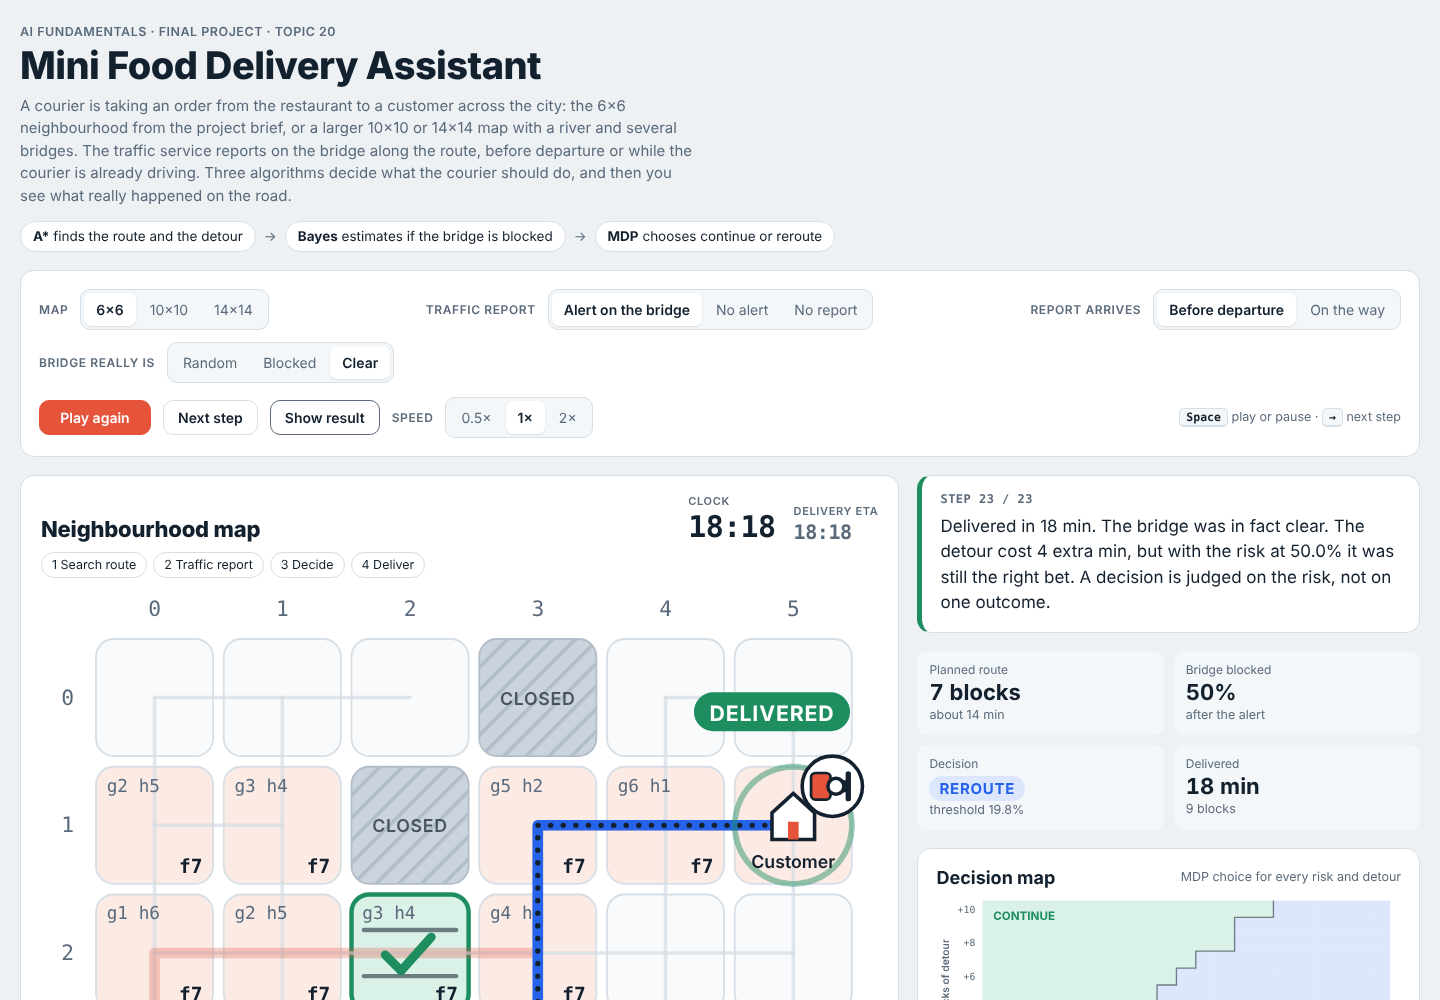 AI FUNDAMENTALS · FINAL PROJECT · TOPIC 20
Mini Food Delivery Assistant
A courier is taking an order from the restaurant to a customer across the city: the 6×6
neighbourhood from the project brief, or a larger 10×10 or 14×14 map with a river and several
bridges. The traffic service reports on the bridge along the route, before departure or while the
courier is already driving. Three algorithms decide what the courier should do, and then you
see what really happened on the road.
A* finds the route and the detour → Bayes estimates if the bridge is blocked → MDP chooses continue or reroute
MAP 6×6 10×10 14×14
TRAFFIC REPORT Alert on the bridge No alert No report
REPORT ARRIVES Before departure On the way
BRIDGE REALLY IS Random Blocked Clear
Play again Next step Show result SPEED 0.5× 1× 2×
Space play or pause · → next step
Neighbourhood map
CLOCK
18:18
DELIVERY ETA
18:18
1 Search route 2 Traffic report 3 Decide 4 Deliver
0 1 2 3 4 5
0 CLOSED DELIVERED
g2 h5 g3 h4 g5 h2 g6 h1
1 CLOSED
f7 f7 f7 f7 Customer
g1 h6 g2 h5 g3 h4 g4 h
2
f7 f7 f7 f7
STEP 23 / 23
Delivered in 18 min. The bridge was in fact clear. The
detour cost 4 extra min, but with the risk at 50.0% it was
still the right bet. A decision is judged on the risk, not on
one outcome.
Planned route
7 blocks
about 14 min
Bridge blocked
50%
after the alert
Decision
REROUTE
threshold 19.8%
Delivered
18 min
9 blocks
Decision map
MDP choice for every risk and detour
+10
CONTINUE
+8
+6
cks of detour